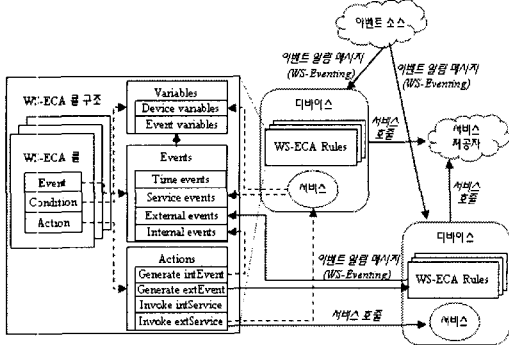 이벤트 소스
이벤트 알림 메시지
(WS-Eventing)
이벤트 알림 메시지
(WS-Eventing)
WS-ECA 룰 구조
WS-ECA 룰
Event
Condition
Action
Variables
Device variables
Event variables
Events
Time events
Service events
External events
Internal events
Actions
Generate intEvent
Generate extEvent
Invoke intService
Invoke extService
디바이스
WS-ECA Rules
서비스
서비스
호출
서비스
제공자
서비스
호출
이벤트 알림 메시지
(WS-Eventing)
서비스 호출
디바이스
WS-ECA Rules
서비스